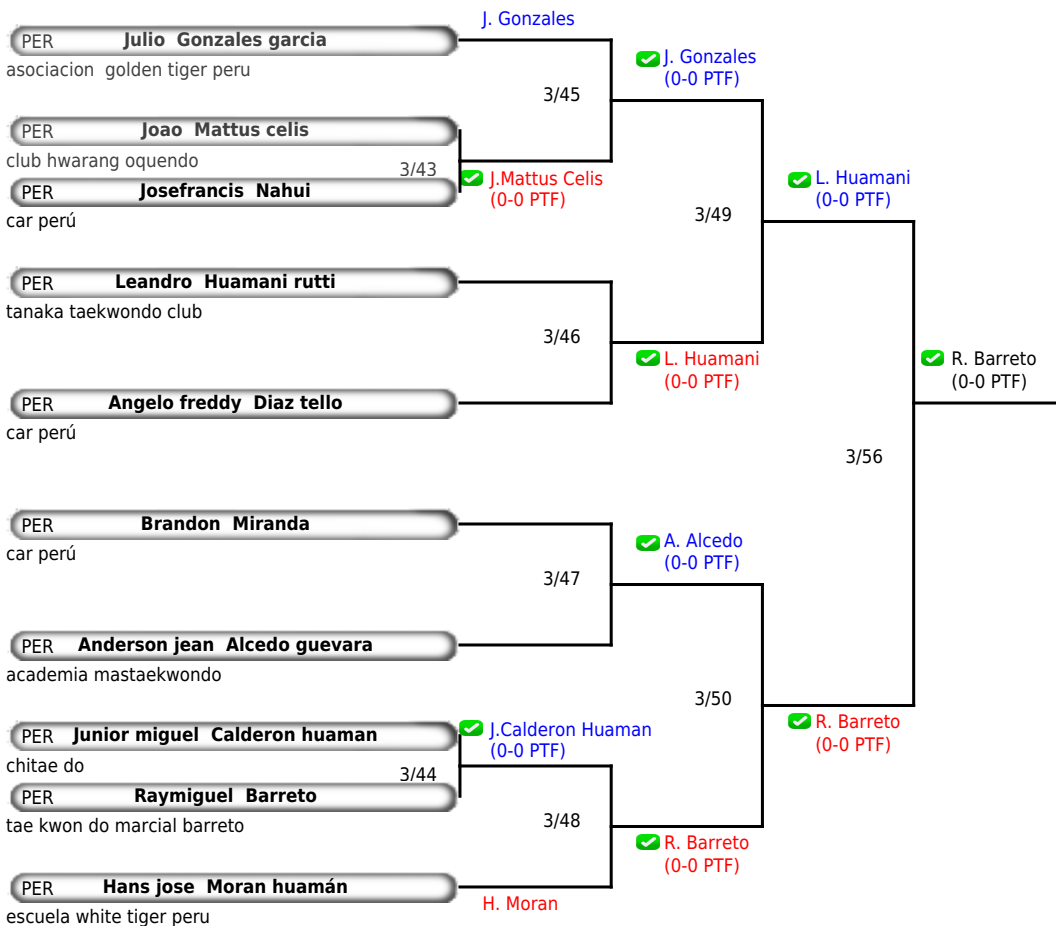 J. Gonzales
PER Julio Gonzales garcia
asociacion golden tiger peru
J. Gonzales
(0-0 PTF)
3/45
PER Joao Mattus celis
club hwarang oquendo
3/43
J.Mattus Celis
(0-0 PTF)
PER Josefrancis Nahui
car perú
L. Huamani
(0-0 PTF)
3/49
PER Leandro Huamani rutti
tanaka taekwondo club
3/46
L. Huamani
(0-0 PTF)
R. Barreto
(0-0 PTF)
PER Angelo freddy Diaz tello
car perú
3/56
PER Brandon Miranda
car perú
A. Alcedo
(0-0 PTF)
3/47
PER Anderson jean Alcedo guevara
academia mastaekwondo
3/50
R. Barreto
(0-0 PTF)
PER Junior miguel Calderon huaman
chitae do
J.Calderon Huaman
(0-0 PTF)
3/44
PER Raymiguel Barreto
tae kwon do marcial barreto
3/48
R. Barreto
(0-0 PTF)
PER Hans jose Moran huamán
escuela white tiger peru
H. Moran